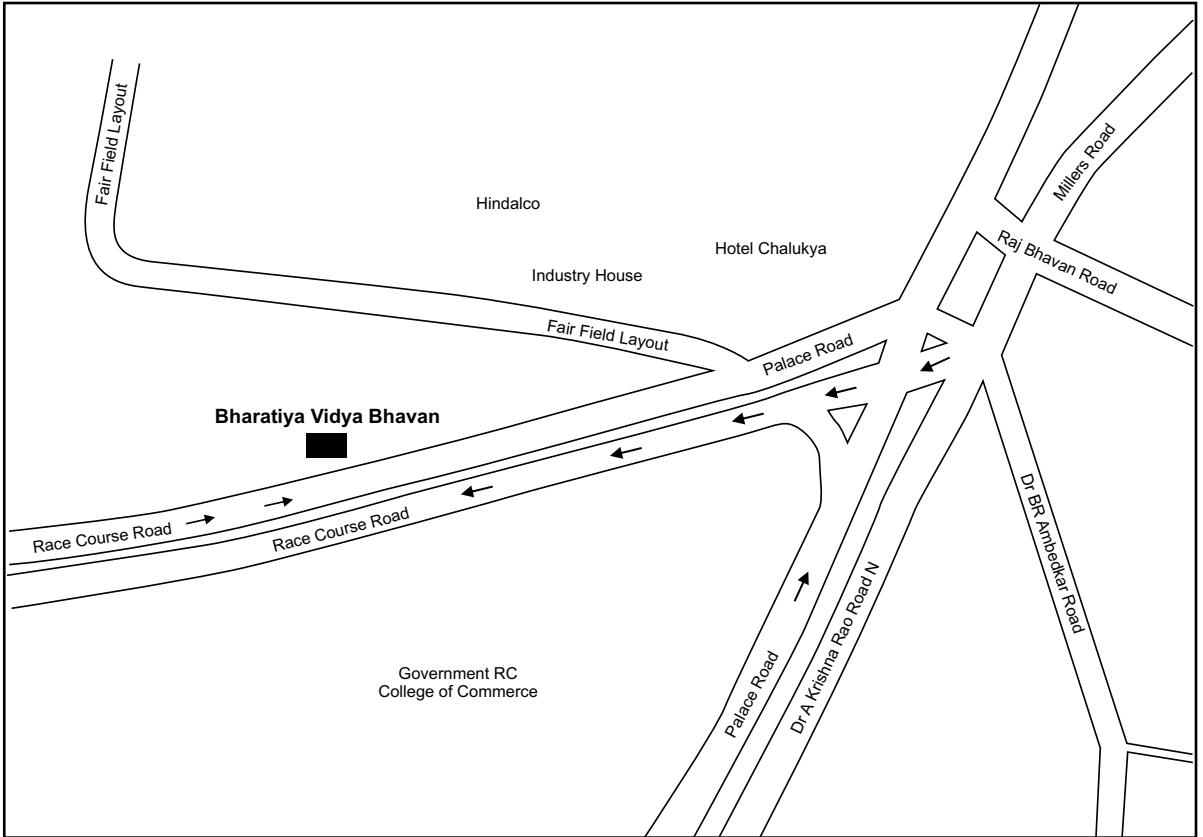 Fair Field Layout
Millers Road
Hindalco
Raj Bhavan Road
Hotel Chalukya
Industry House
Fair Field Layout
Palace Road
Bharatiya Vidya Bhavan
Race Course Road
Race Course Road
Dr BR Ambedkar Road
Dr A Krishna Rao Road N
Palace Road
Government RC
College of Commerce